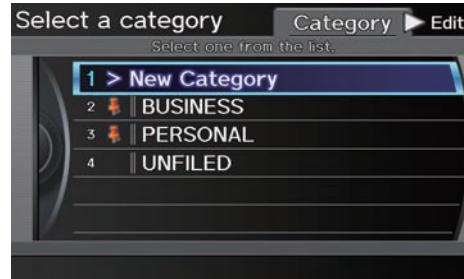 Select a category Category Edit
Select one from the list.
1 > New Category
2 BUSINESS
3 PERSONAL
4 UNFILED